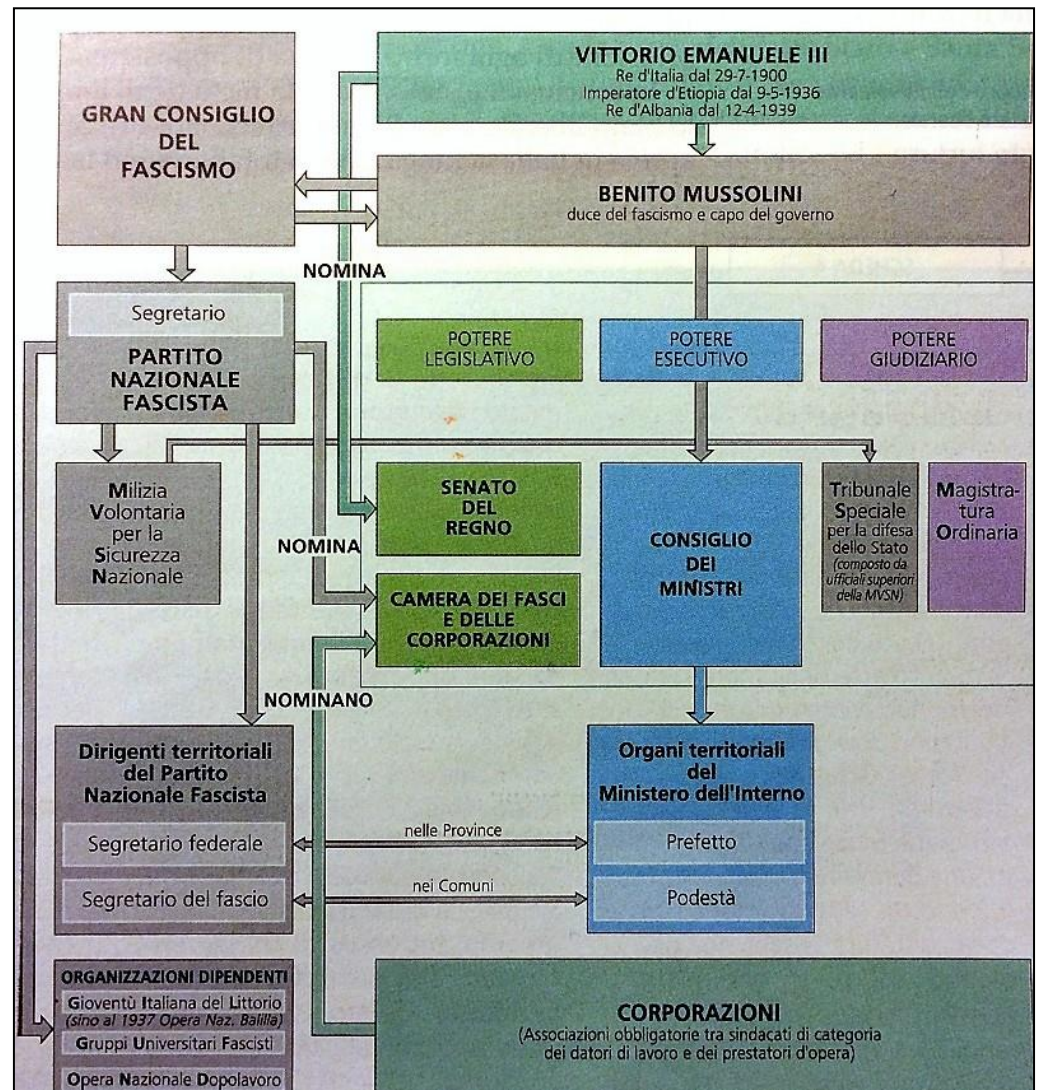 GRAN CONSIGLIO
DEL
FASCISMO
VITTORIO EMANUELE III
Re d'Italia dal 29-7-1900
Imperatore d'Etiopia dal 9-5-1936
Re d'Albania dal 12-4-1939
BENITO MUSSOLINI
duce del fascismo e capo del governo
NOMINA
Segretario
PARTITO
NAZIONALE
FASCISTA
POTERE
LEGISLATIVO
POTERE
ESECUTIVO
POTERE
GIUDIZIARIO
Milizia
Volontaria
per la
Sicurezza
Nazionale
NOMINA
SENATO
DEL
REGNO
CAMERA DEI FASCI
E DELLE
CORPORAZIONI
CONSIGLIO
DEI
MINISTRI
Tribunale
Speciale
per la difesa
dello Stato
(composto da
ufficiali superiori
della MVSN)
Magistra-
tura
Ordinaria
NOMINANO
Dirigenti territoriali
del Partito
Nazionale Fascista
Segretario federale
Segretario del fascio
nelle Province
nei Comuni
Organi territoriali
del
Ministero dell'Interno
Prefetto
Podestà
ORGANIZZAZIONI DIPENDENTI
Gioventù Italiana del Littorio
(sino al 1937 Opera Naz. Balilla)
Gruppi Universitari Fascisti
Opera Nazionale Dopolavoro
CORPORAZIONI
(Associazioni obbligatorie tra sindacati di categoria
dei datori di lavoro e dei prestatori d'opera)